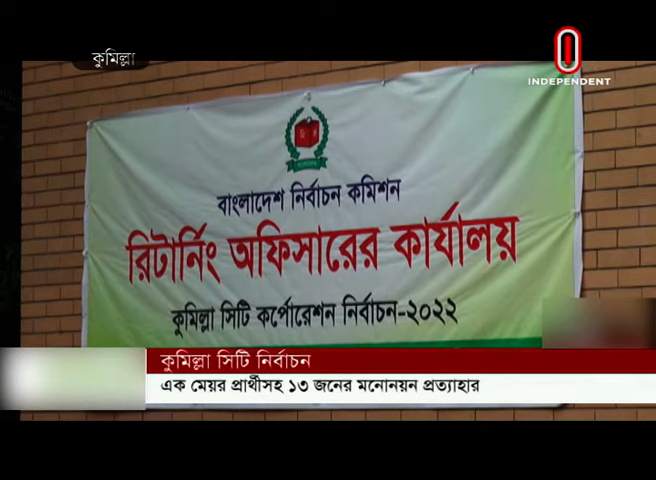 কুমিল্লা
INDEPENDENT
বাংলাদেশ নির্বাচন কমিশন
রিটার্নিং অফিসারের কার্যালয়
কুমিল্লা সিটি কর্পোরেশন নির্বাচন-২০২২
কুমিল্লা সিটি নির্বাচন
এক মেয়র প্রার্থীসহ ১৩ জনের মনোনয়ন প্রত্যাহার